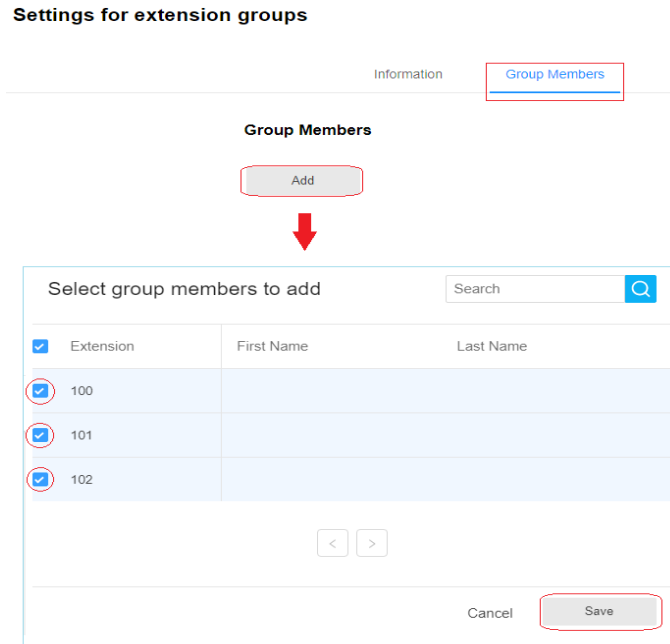 Settings for extension groups
Information Group Members
Group Members
Add
Select group members to add Search
Extension First Name Last Name
100
101
102
< >
Cancel Save